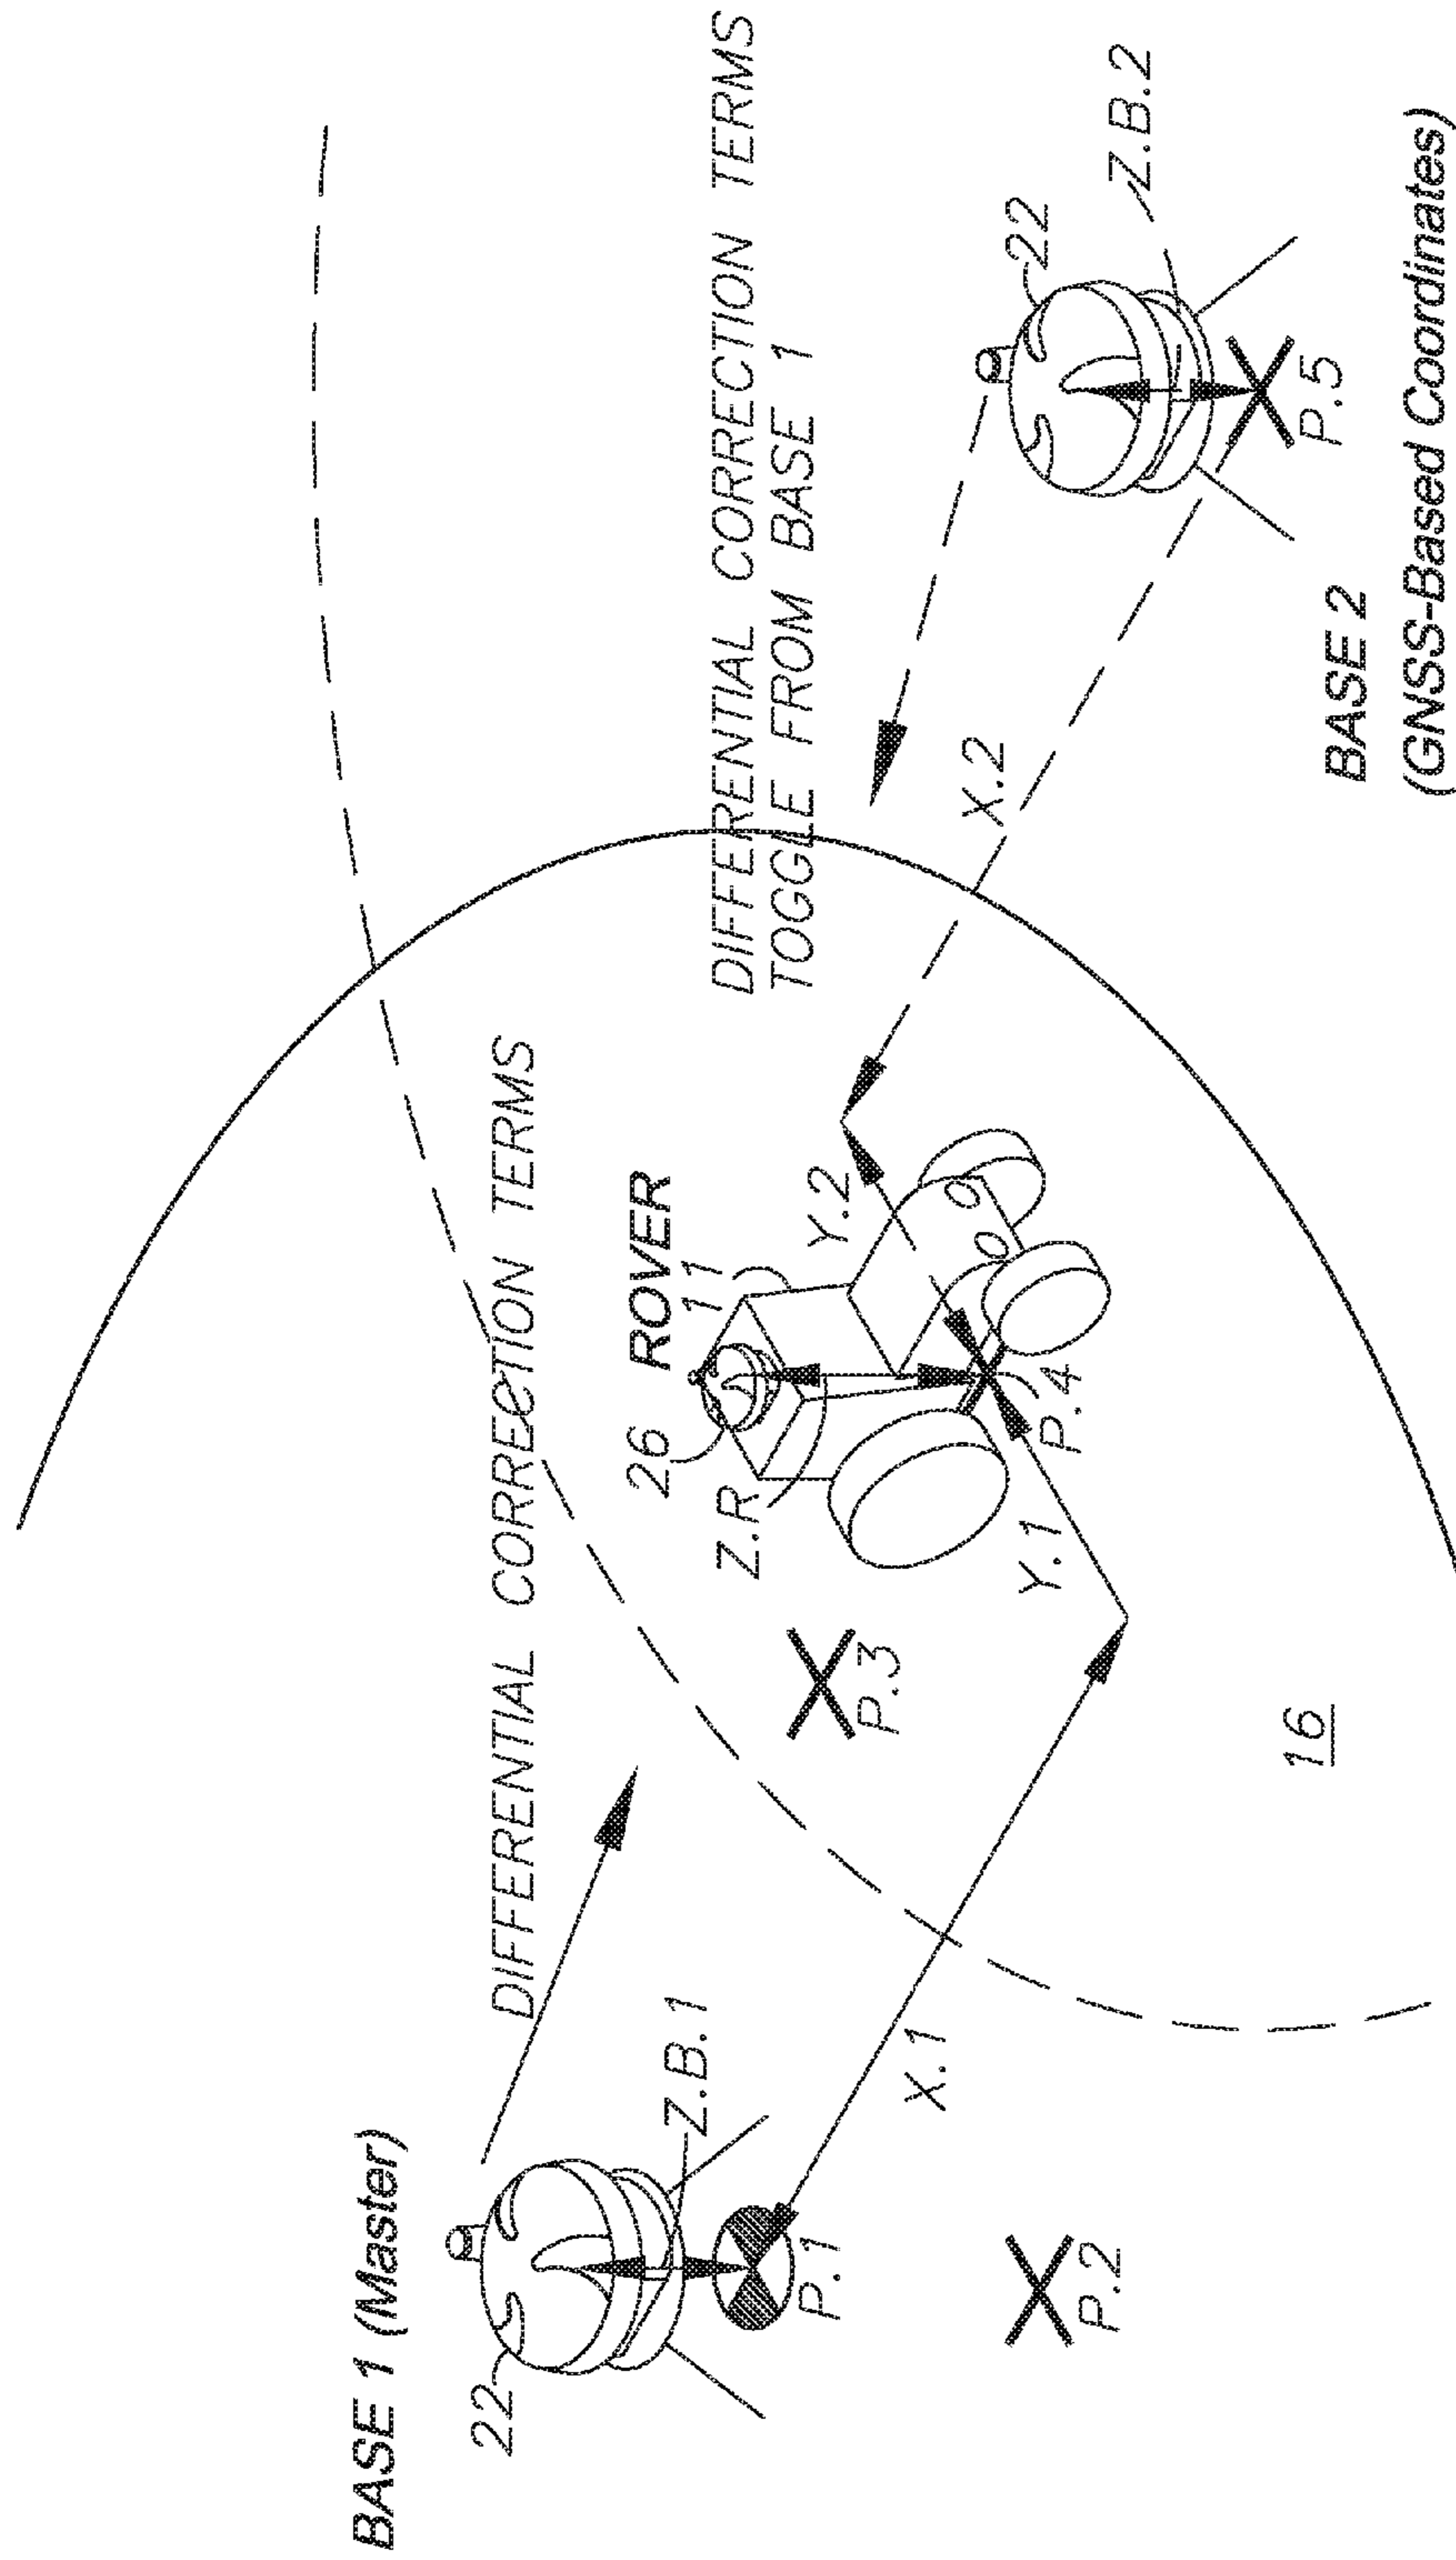 BASE 1 (Master)
22
Z.B.1
P.1
P.2
X.1
DIFFERENTIAL CORRECTION TERMS
P.3
16
26
ROVER
11
Z.R
Y.1
P.4
Y.2
DIFFERENTIAL CORRECTION TERMS
TOGGLE FROM BASE 1
X.2
22
Z.B.2
P.5
BASE 2
(GNSS-Based Coordinates)